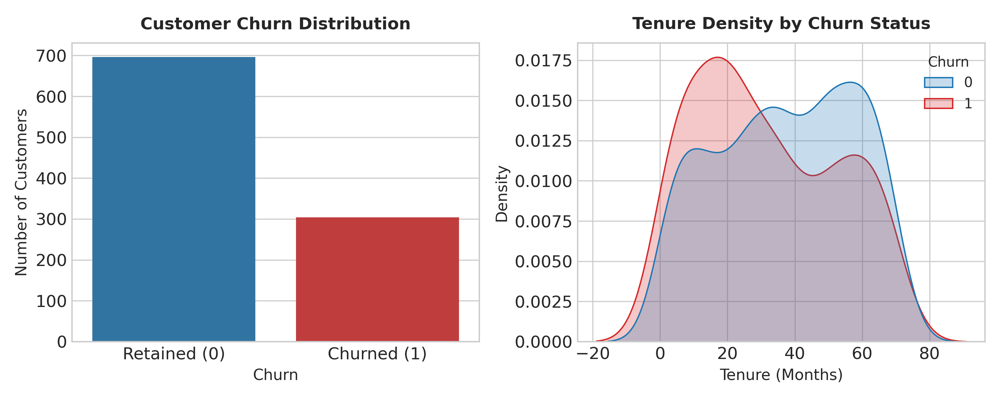 Customer Churn Distribution
Number of Customers
700
600
500
400
300
200
100
0
Retained (0)
Churned (1)
Churn
Tenure Density by Churn Status
Density
0.0175
0.0150
0.0125
0.0100
0.0075
0.0050
0.0025
0.0000
−20
0
20
40
60
80
Tenure (Months)
Churn
0
1